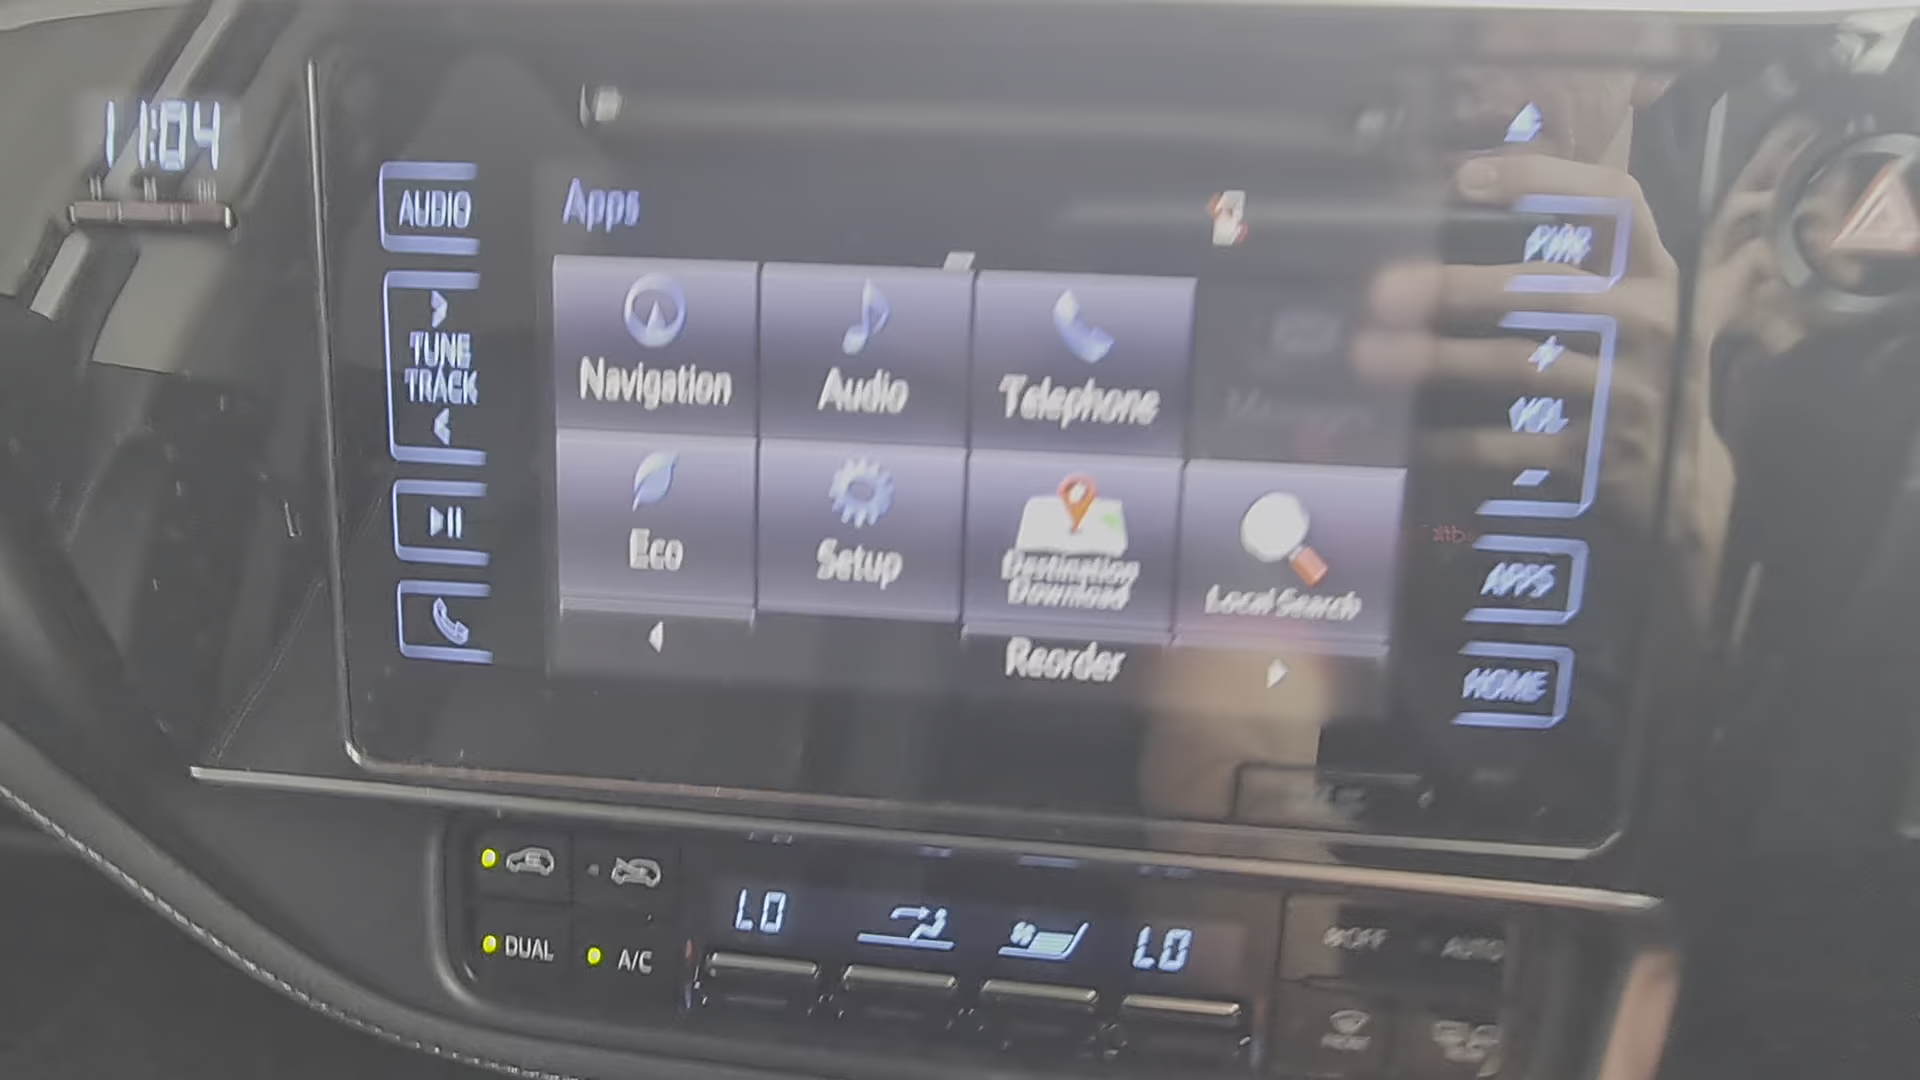 11:04
AUDIO
TUNE
TRACK
Apps
Navigation
Audio
Telephone
Eco
Setup
Destination
Download
Local Search
Reorder
PWR
VOL
APPS
HOME
LO
LO
DUAL
A/C
OFF
AUTO